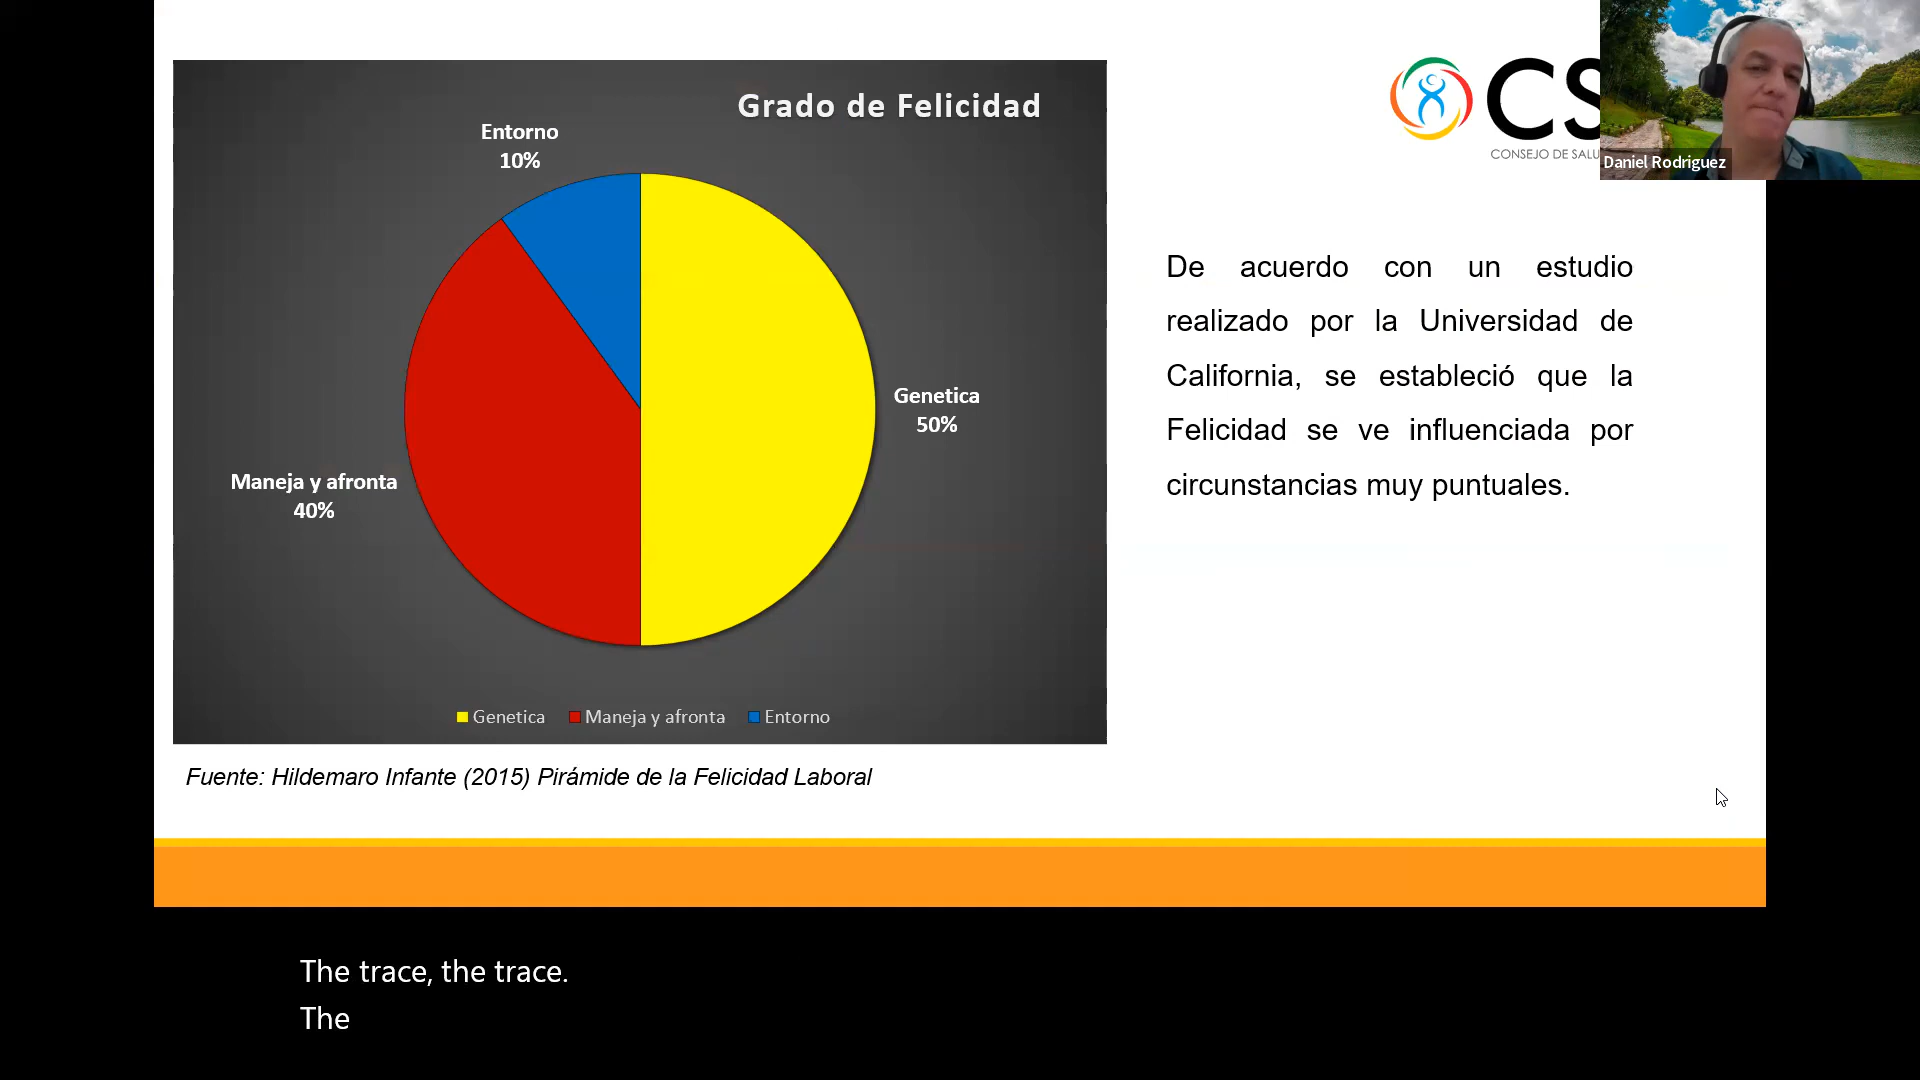 Grado de Felicidad
Entorno
10%
Genetica
50%
Maneja y afronta
40%
Genetica Maneja y afronta Entorno
Fuente: Hildemaro Infante (2015) Pirámide de la Felicidad Laboral
CS
CONSEJO DE SALU
Daniel Rodriguez
De acuerdo con un estudio
realizado por la Universidad de
California, se estableció que la
Felicidad se ve influenciada por
circunstancias muy puntuales.
The trace, the trace.
The